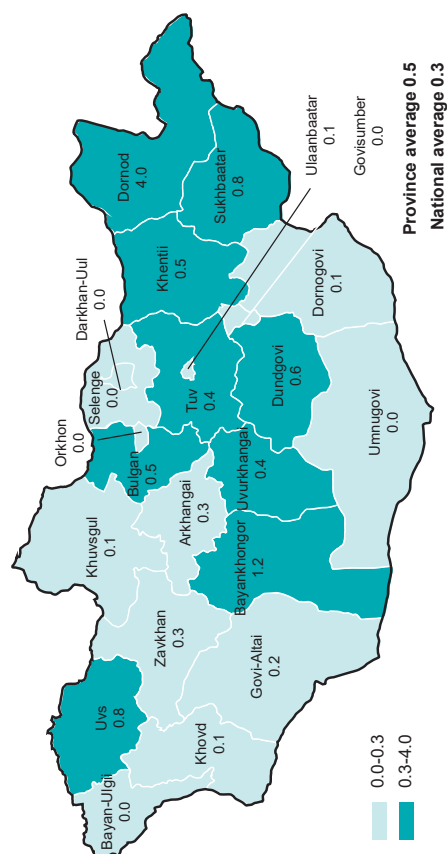 Bayan-Ulgii
0.0
Uvs
0.8
Khovd
0.1
Zavkhan
0.3
Govi-Altai
0.2
Khuvsgul
0.1
Arkhangai
0.3
Bayankhongor
1.2
Orkhon
0.0
Bulgan
0.5
Uvurkhangai
0.4
Selenge
0.0
Darkhan-Uul
0.0
Tuv
0.4
Dundgovi
0.6
Umnugovi
0.0
Khentii
0.5
Dornogovi
0.1
Dornod
4.0
Sukhbaatar
0.8
Ulaanbaatar
0.1
Govisumber
0.0
Province average 0.5
National average 0.3
0.0-0.3
0.3-4.0